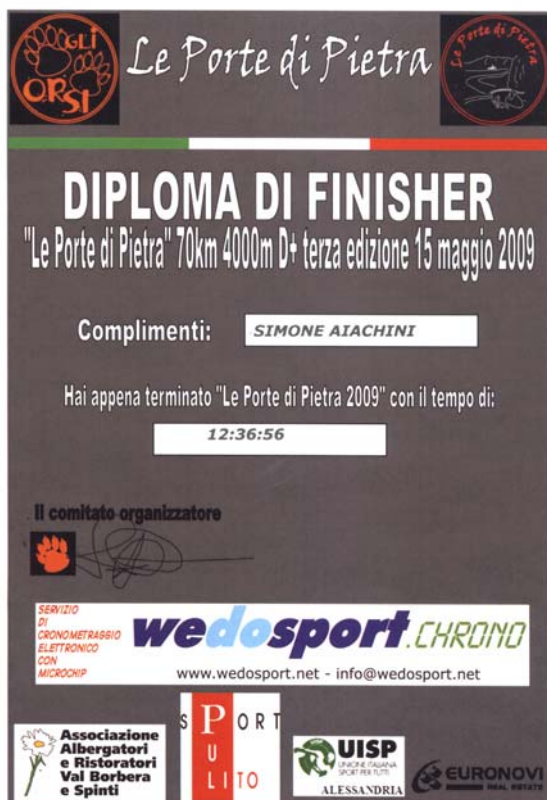 GLI
ORSI
Le Porte di Pietra
Le Porte di Pietra
DIPLOMA DI FINISHER
"Le Porte di Pietra" 70km 4000m D+ terza edizione 15 maggio 2009
Complimenti:
SIMONE AIACHINI
Hai appena terminato "Le Porte di Pietra 2009" con il tempo di:
12:36:56
Il comitato organizzatore
SERVIZIO
DI
CRONOMETRAGGIO
ELETTRONICO
CON
MICROCHIP
wedosport.CHRONO
www.wedosport.net - info@wedosport.net
Associazione
Albergatori
e Ristoratori
Val Borbera
e Spinti
SPORT
PULITO
UISP
UNIONE ITALIANA
SPORT PER TUTTI
ALESSANDRIA
EURONOVI
REAL ESTATE